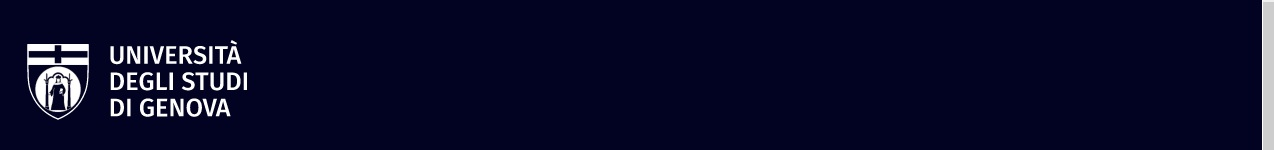 UNIVERSITÀ
DEGLI STUDI
DI GENOVA